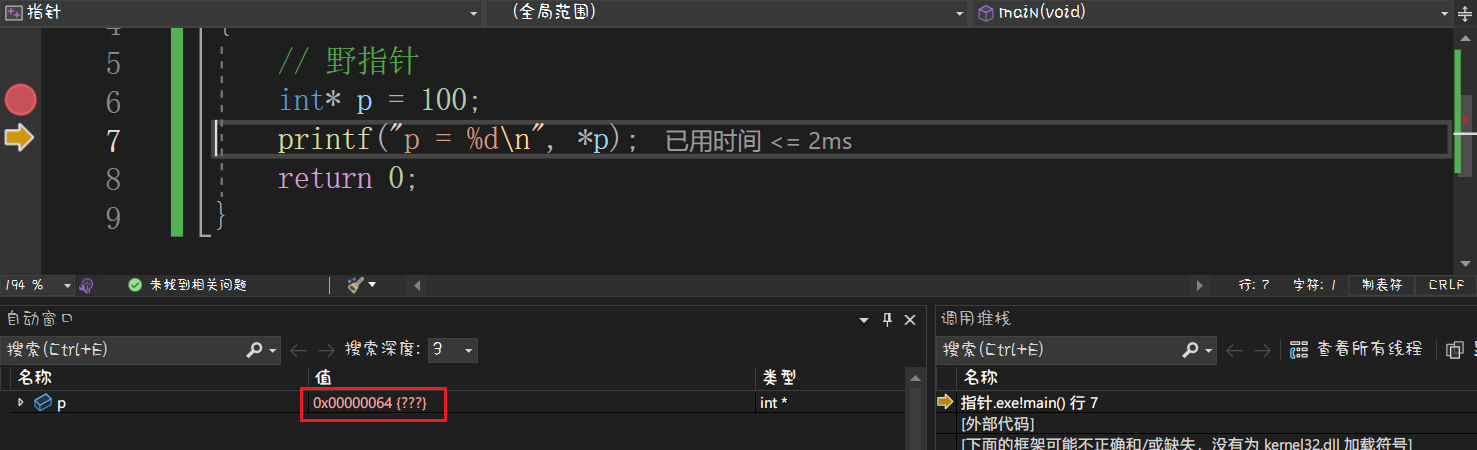 指针 (全局范围) main(void)
4 {
5 // 野指针
6 int* p = 100;
7 printf("p = %d\n", *p); 已用时间 <= 2ms
8 return 0;
9 }
194 % 未找到相关问题 行: 7 字符: 1 制表符 CRLF
自动窗口
搜索(Ctrl+E) 搜索深度: 3
名称 值 类型
p 0x00000064 {???} int *
调用堆栈
搜索(Ctrl+E) 查看所有线程
名称
指针.exe!main() 行 7
[外部代码]
[下面的框架可能不正确和/或缺失，没有为 kernel32.dll 加载符号]